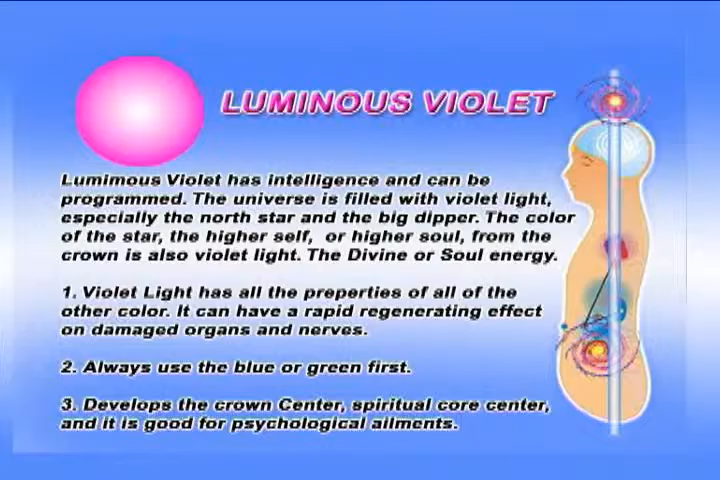 LUMINOUS VIOLET
Lumimous Violet has intelligence and can be
programmed. The universe is filled with violet light,
especially the north star and the big dipper. The color
of the star, the higher self, or higher soul, from the
crown is also violet light. The Divine or Soul energy.
1. Violet Light has all the preperties of all of the
other color. It can have a rapid regenerating effect
on damaged organs and nerves.
2. Always use the blue or green first.
3. Develops the crown Center, spiritual core center,
and it is good for psychological ailments.